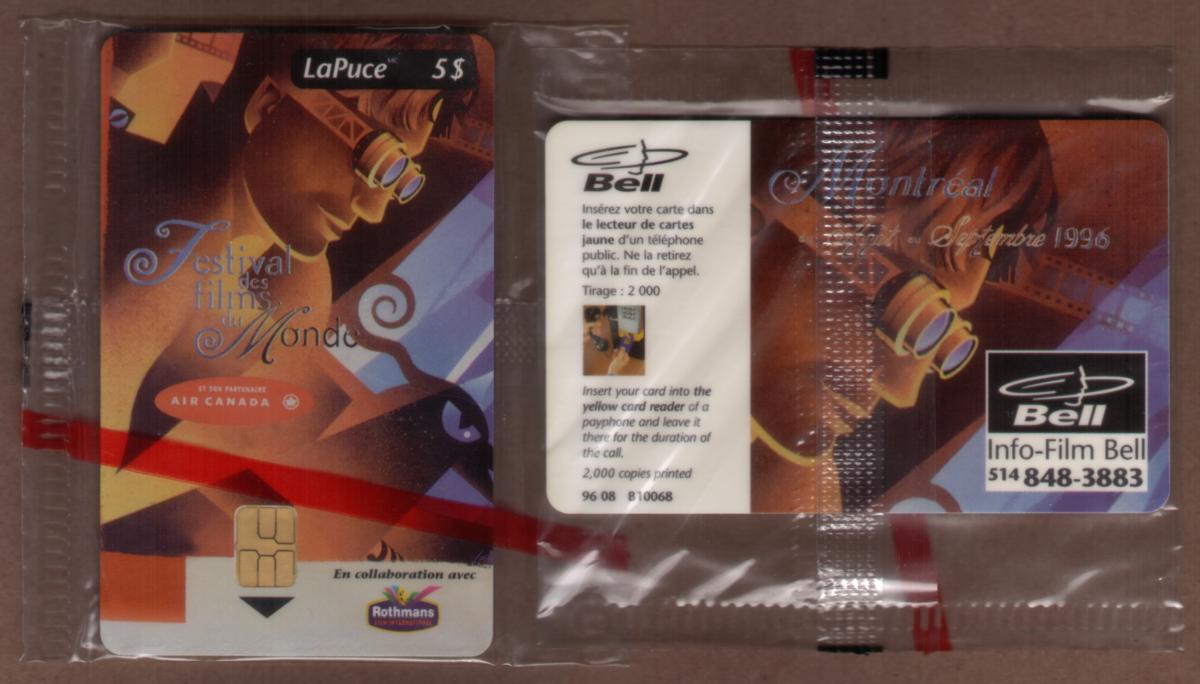 LaPuce MC 5$
Festival
des
films
du
Monde
ET SON PARTENAIRE
AIR CANADA
En collaboration avec
Rothmans
FILM INTERNATIONAL
Bell
Insérez votre carte dans
le lecteur de cartes
jaune d'un téléphone
public. Ne la retirez
qu'à la fin de l'appel.
Tirage : 2 000
Insert your card into the
yellow card reader of a
payphone and leave it
there for the duration of
the call.
2,000 copies printed
96 08 B10068
Montréal
au Septembre 1996
Bell
Info-Film Bell
514 848-3883